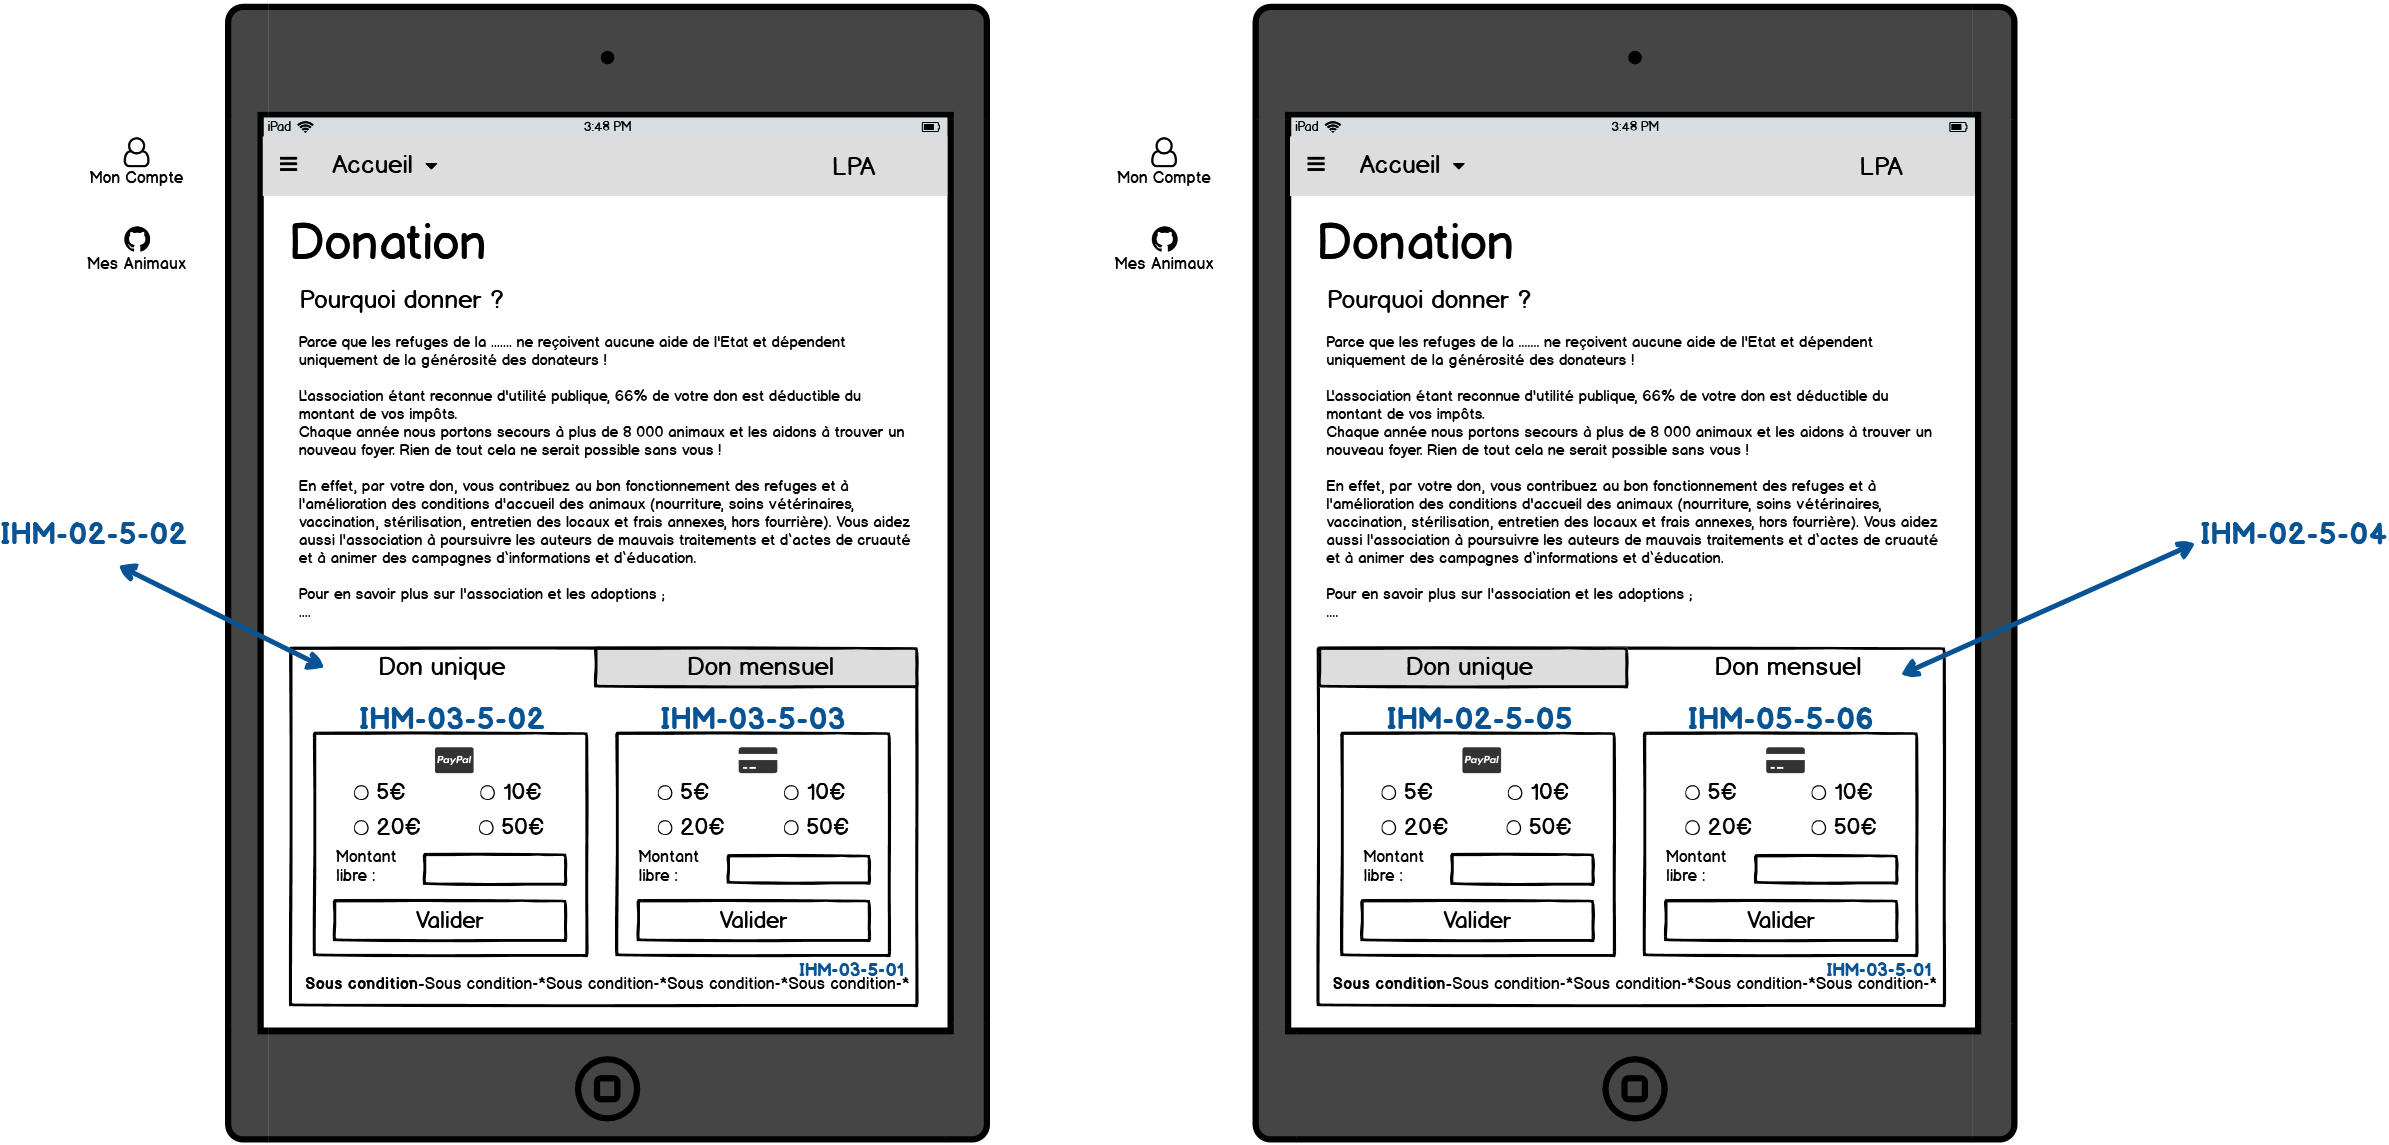 iPad
3:48 PM
Mon Compte
Accueil
LPA
Mes Animaux
Donation
Pourquoi donner ?
Parce que les refuges de la ....... ne reçoivent aucune aide de l'Etat et dépendent
uniquement de la générosité des donateurs !
L'association étant reconnue d'utilité publique, 66% de votre don est déductible du
montant de vos impôts.
Chaque année nous portons secours à plus de 8 000 animaux et les aidons à trouver un
nouveau foyer. Rien de tout cela ne serait possible sans vous !
En effet, par votre don, vous contribuez au bon fonctionnement des refuges et à
l'amélioration des conditions d'accueil des animaux (nourriture, soins vétérinaires,
vaccination, stérilisation, entretien des locaux et frais annexes, hors fourrière). Vous aidez
aussi l'association à poursuivre les auteurs de mauvais traitements et d`actes de cruauté
et à animer des campagnes d`informations et d`éducation.
Pour en savoir plus sur l'association et les adoptions ;
....
IHM-02-5-02
Don unique
Don mensuel
IHM-03-5-02
IHM-03-5-03
PayPal
5€ 10€
20€ 50€
Montant
libre :
Valider
5€ 10€
20€ 50€
Montant
libre :
Valider
IHM-03-5-01
Sous condition-Sous condition-*Sous condition-*Sous condition-*Sous condition-*
iPad
3:48 PM
Mon Compte
Accueil
LPA
Mes Animaux
Donation
Pourquoi donner ?
Parce que les refuges de la ....... ne reçoivent aucune aide de l'Etat et dépendent
uniquement de la générosité des donateurs !
L'association étant reconnue d'utilité publique, 66% de votre don est déductible du
montant de vos impôts.
Chaque année nous portons secours à plus de 8 000 animaux et les aidons à trouver un
nouveau foyer. Rien de tout cela ne serait possible sans vous !
En effet, par votre don, vous contribuez au bon fonctionnement des refuges et à
l'amélioration des conditions d'accueil des animaux (nourriture, soins vétérinaires,
vaccination, stérilisation, entretien des locaux et frais annexes, hors fourrière). Vous aidez
aussi l'association à poursuivre les auteurs de mauvais traitements et d`actes de cruauté
et à animer des campagnes d`informations et d`éducation.
Pour en savoir plus sur l'association et les adoptions ;
....
IHM-02-5-04
Don unique
Don mensuel
IHM-02-5-05
IHM-05-5-06
PayPal
5€ 10€
20€ 50€
Montant
libre :
Valider
5€ 10€
20€ 50€
Montant
libre :
Valider
IHM-03-5-01
Sous condition-Sous condition-*Sous condition-*Sous condition-*Sous condition-*